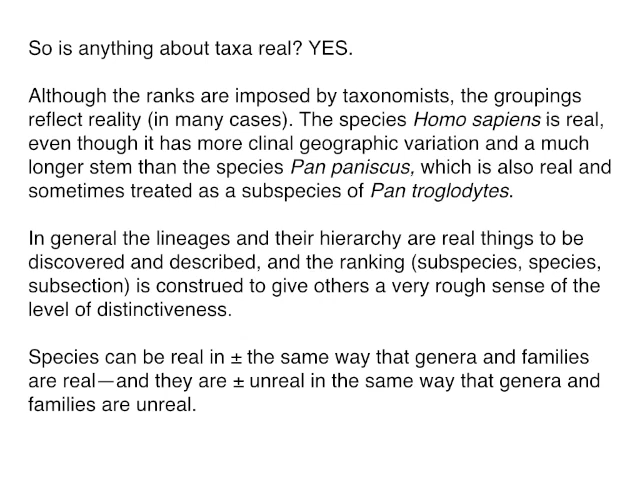 So is anything about taxa real? YES.
Although the ranks are imposed by taxonomists, the groupings
reflect reality (in many cases). The species Homo sapiens is real,
even though it has more clinal geographic variation and a much
longer stem than the species Pan paniscus, which is also real and
sometimes treated as a subspecies of Pan troglodytes.
In general the lineages and their hierarchy are real things to be
discovered and described, and the ranking (subspecies, species,
subsection) is construed to give others a very rough sense of the
level of distinctiveness.
Species can be real in ± the same way that genera and families
are real—and they are ± unreal in the same way that genera and
families are unreal.